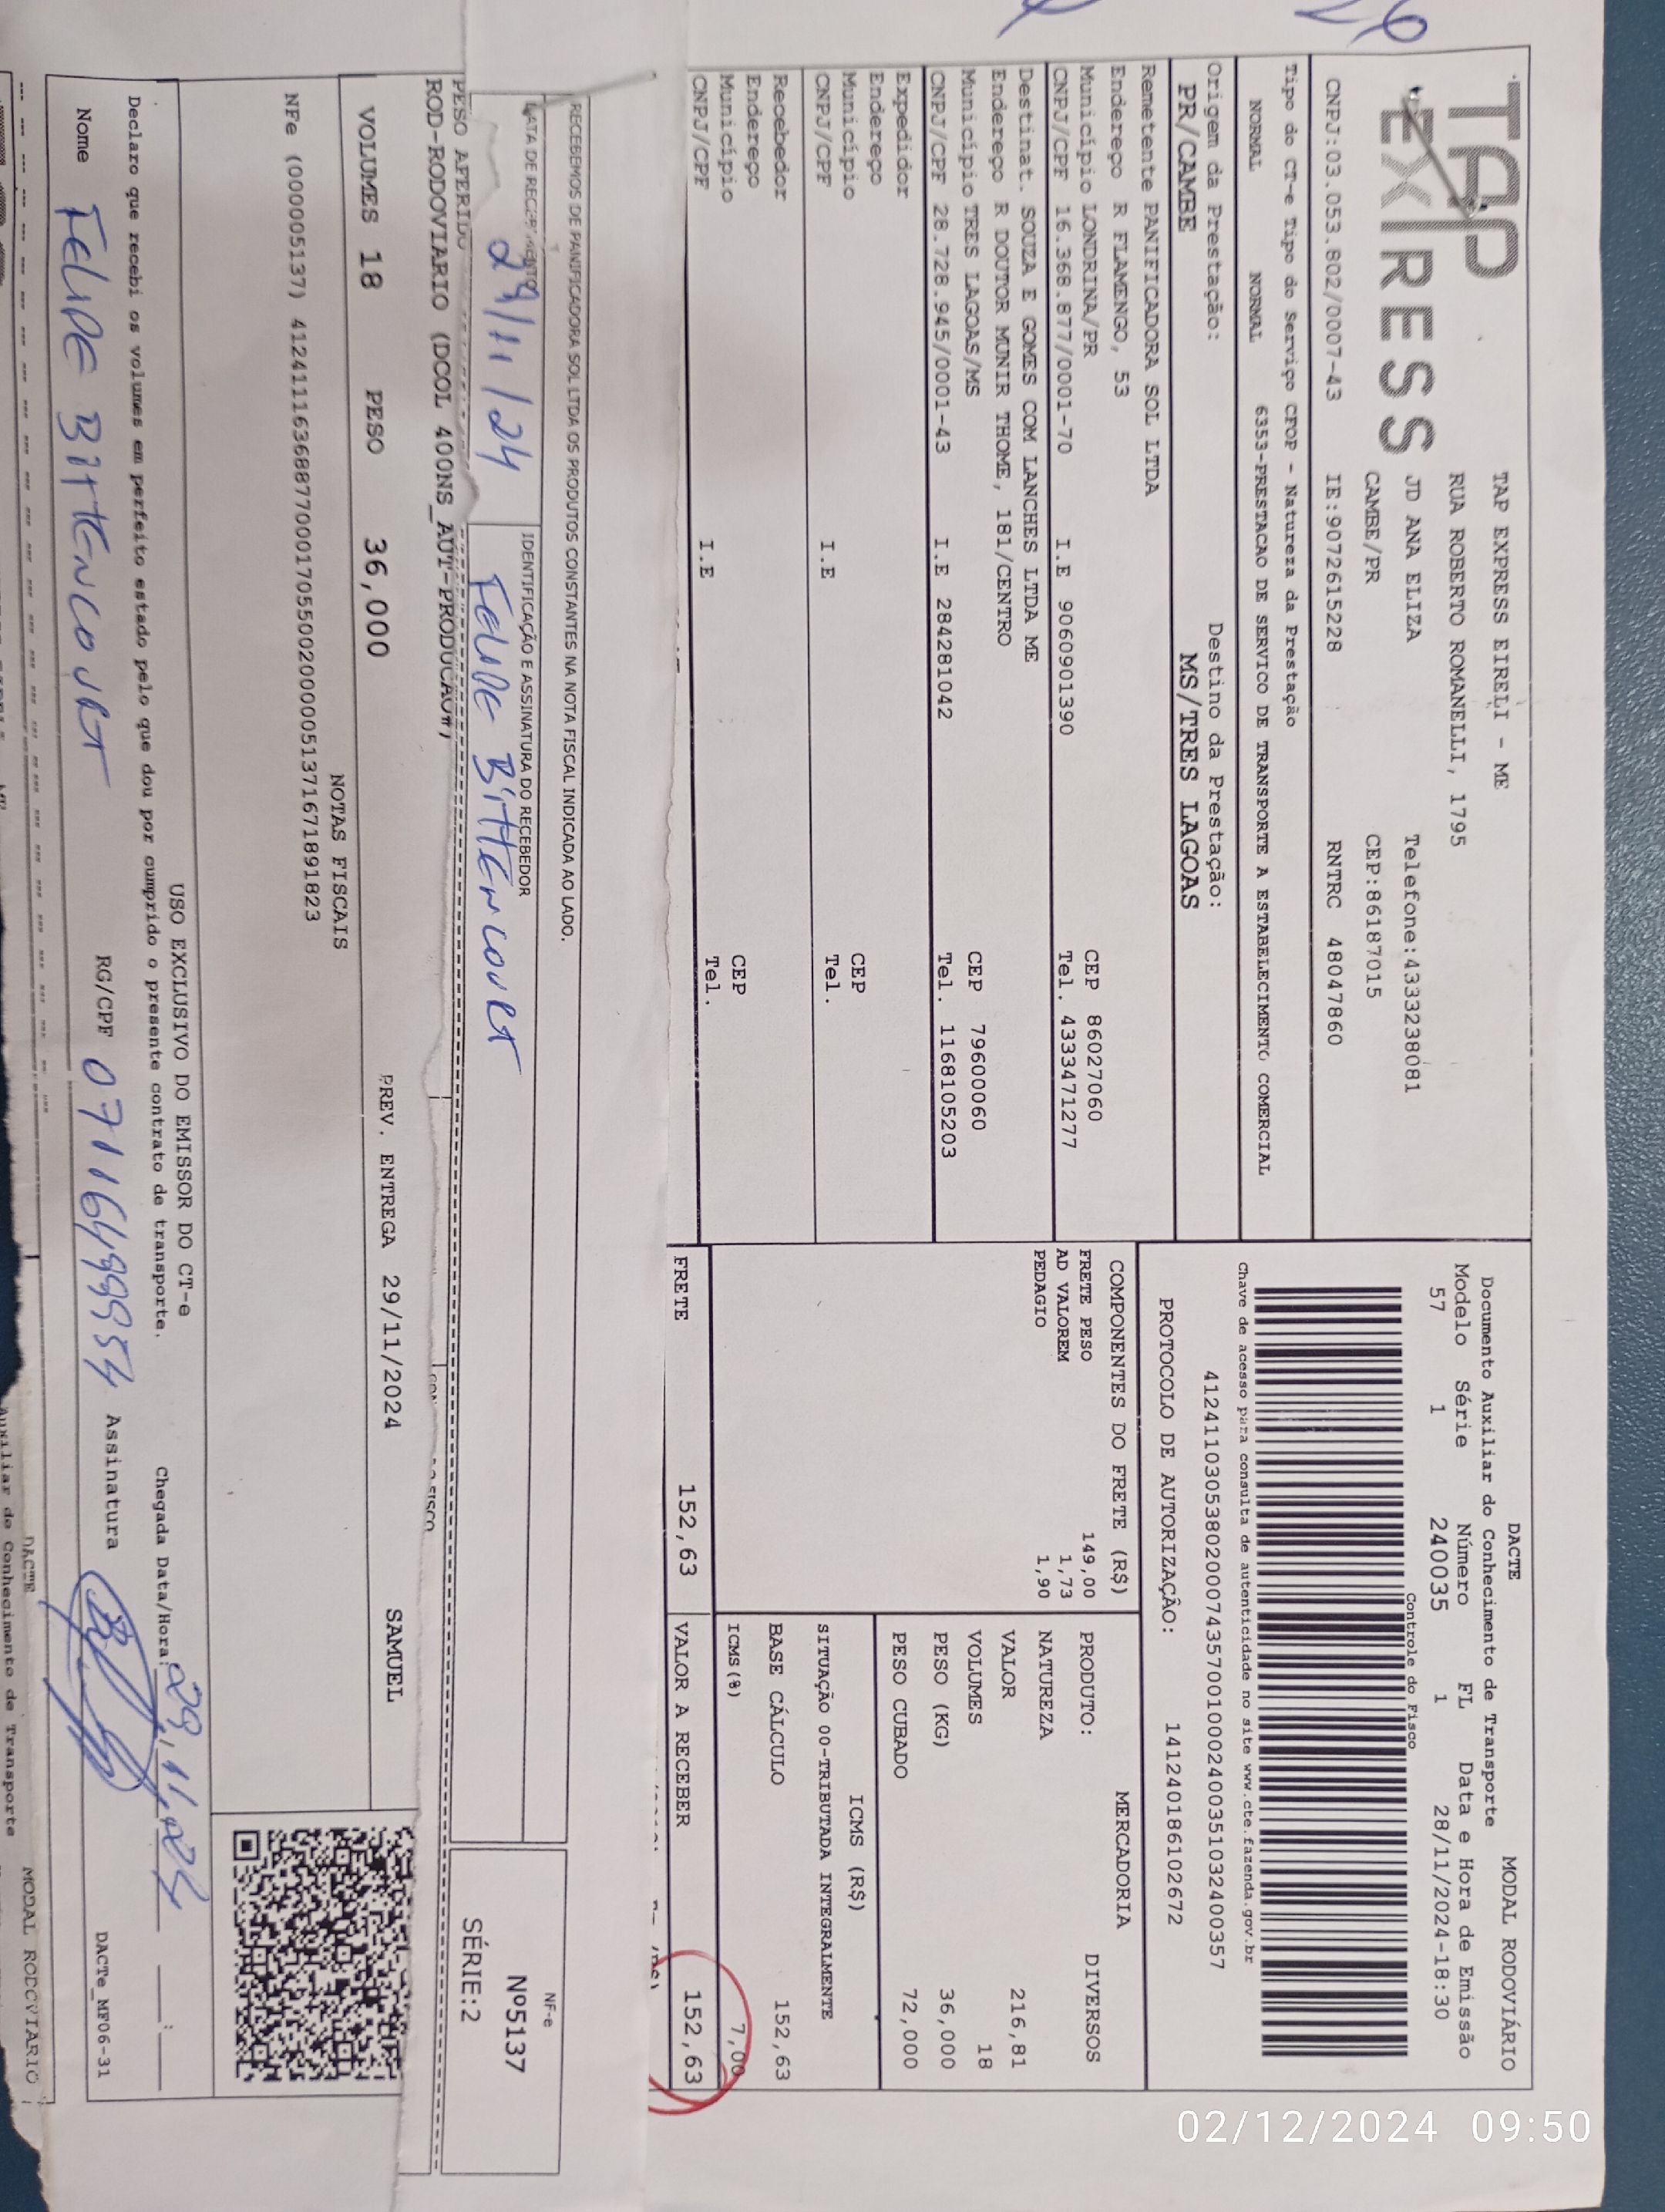 TAP
EXPRESS
TAP EXPRESS EIRELI - ME
RUA ROBERTO ROMANELLI, 1795
JD ANA ELIZA Telefone:4333238081
CAMBE/PR CEP:86187015
CNPJ:03.053.802/0007-43 IE:9072615228 RNTRC 48047860
Tipo do CT-e Tipo do Serviço CFOP - Natureza da Prestação
NORMAL NORMAL 6353-PRESTACAO DE SERVICO DE TRANSPORTE A ESTABELECIMENTO COMERCIAL
Origem da Prestação: Destino da Prestação:
PR/CAMBE MS/TRES LAGOAS
Remetente PANIFICADORA SOL LTDA
Endereço R FLAMENGO, 53
Município LONDRINA/PR CEP 86027060
CNPJ/CPF 16.368.877/0001-70 I.E 9060901390 Tel. 4333471277
Destinat. SOUZA E GOMES COM LANCHES LTDA ME
Endereço R DOUTOR MUNIR THOME, 181/CENTRO
Município TRES LAGOAS/MS CEP 79600060
CNPJ/CPF 28.728.945/0001-43 I.E 284281042 Tel. 1168105203
Expedidor
Endereço
Município CEP
CNPJ/CPF I.E Tel.
Recebedor
Endereço
Município CEP
CNPJ/CPF I.E Tel.
DACTE MODAL RODOVIÁRIO
Documento Auxiliar do Conhecimento de Transporte
Modelo Série Número FL Data e Hora de Emissão
57 1 240035 1 28/11/2024-18:30
Controle do Fisco
Chave de acesso para consulta de autenticidade no site www.cte.fazenda.gov.br
41241103053802000743570010002400351032400357
PROTOCOLO DE AUTORIZAÇÃO: 141240186102672
COMPONENTES DO FRETE (R$)
FRETE PESO 149,00
AD VALOREM 1,73
PEDAGIO 1,90
FRETE 152,63
MERCADORIA
PRODUTO: DIVERSOS
NATUREZA
VALOR 216,81
VOLUMES 18
PESO (KG) 36,000
PESO CUBADO 72,000
ICMS (R$)
SITUAÇÃO 00-TRIBUTADA INTEGRALMENTE
BASE CÁLCULO 152,63
ICMS(%) 7,00
VALOR A RECEBER 152,63
RECEBEMOS DE PANIFICADORA SOL LTDA OS PRODUTOS CONSTANTES NA NOTA FISCAL INDICADA AO LADO.
DATA DE RECEBIMENTO IDENTIFICAÇÃO E ASSINATURA DO RECEBEDOR
29/11/24 Felipe Bittencourt
NF-e
Nº5137
SÉRIE:2
PESO AFERIDO
ROD-RODOVIARIO (DCOL 400NS_AUT-PRODUCAO#)
VOLUMES 18 PESO 36,000 PREV. ENTREGA 29/11/2024 SAMUEL
NOTAS FISCAIS
NFe (000005137) 41241116368877000170550020000051371671891823
USO EXCLUSIVO DO EMISSOR DO CT-e
Declaro que recebi os volumes em perfeito estado pelo que dou por cumprido o presente contrato de transporte. Chegada Data/Hora: 29/11/24
Nome Felipe Bittencourt RG/CPF 07116499954 Assinatura
DACTe_MF06-31
DACTE MODAL RODOVIÁRIO
Auxiliar do Conhecimento de Transporte
02/12/2024 09:50